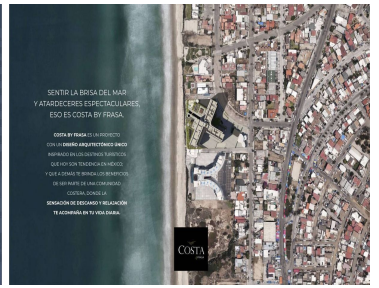 SENTIR LA BRISA DEL MAR
Y ATARDECERES ESPECTACULARES,
ESO ES COSTA BY FRASA.
COSTA BY FRASA ES UN PROYECTO
CON UN DISEÑO ARQUITECTÓNICO ÚNICO
INSPIRADO EN LOS DESTINOS TURÍSTICOS
QUE HOY SON TENDENCIA EN MÉXICO.
Y QUE A DEMÁS TE BRINDA LOS BENEFICIOS
DE SER PARTE DE UNA COMUNIDAD
COSTERA, DONDE LA
SENSACIÓN DE DESCANSO Y RELAJACIÓN
TE ACOMPAÑA EN TU VIDA DIARIA.
COSTA